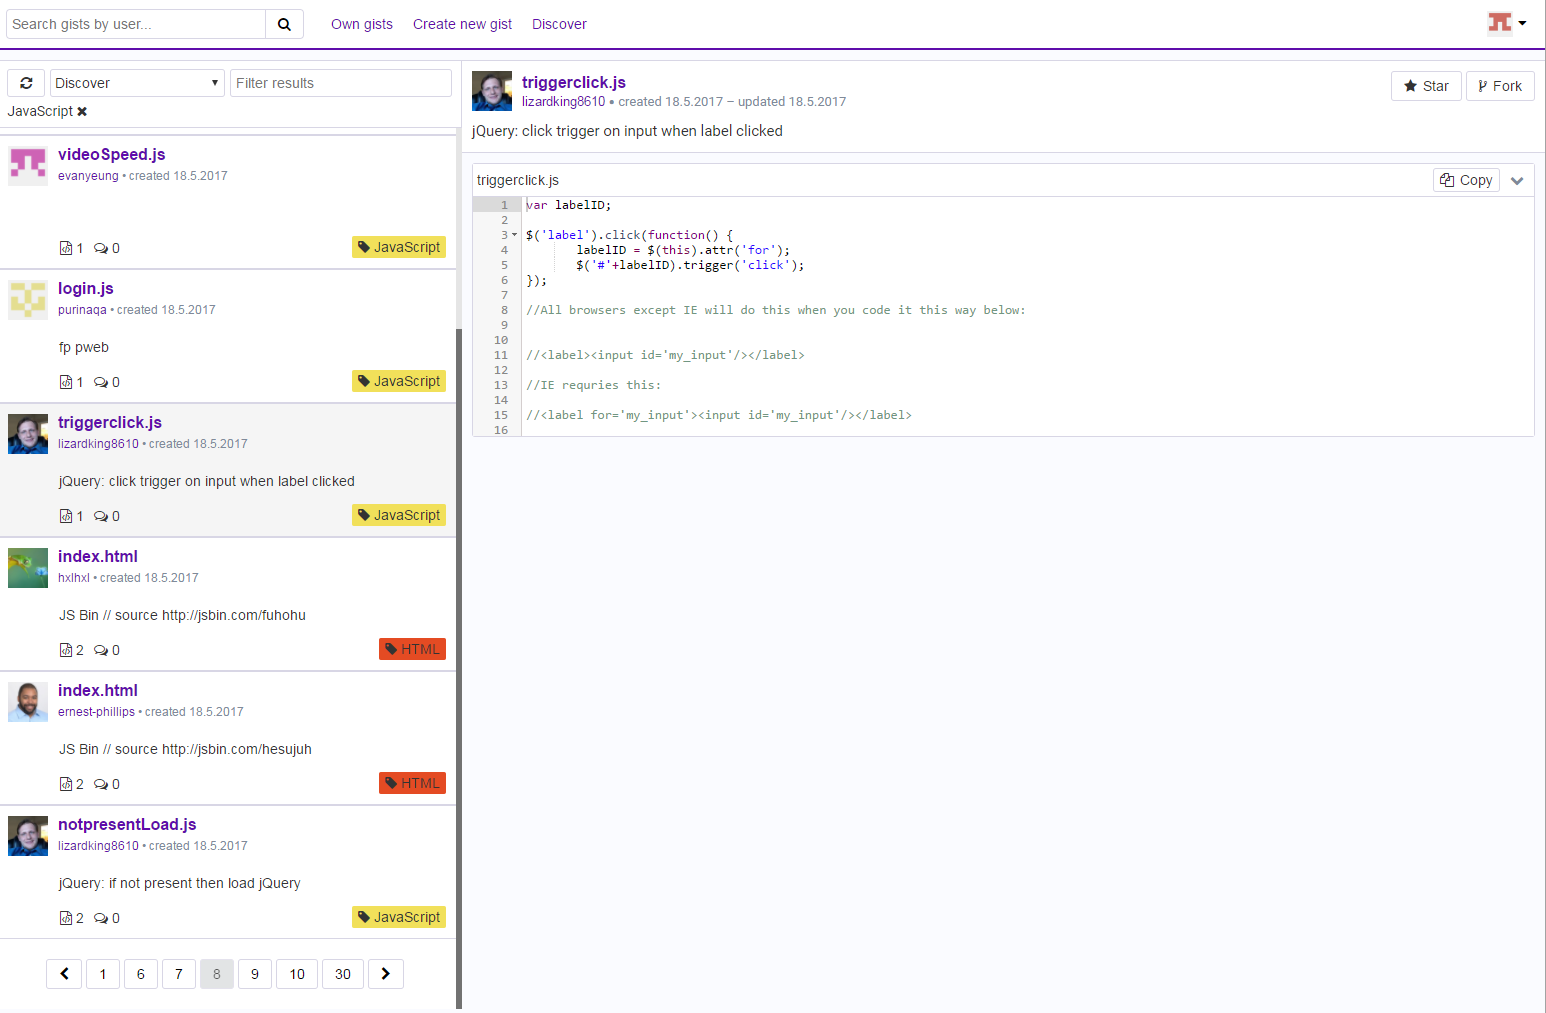 Search gists by user...
Own gists
Create new gist
Discover
Discover
Filter results
JavaScript
videoSpeed.js
evanyeung • created 18.5.2017
1 0
JavaScript
login.js
purinaqa • created 18.5.2017
fp pweb
1 0
JavaScript
triggerclick.js
lizardking8610 • created 18.5.2017
jQuery: click trigger on input when label clicked
1 0
JavaScript
index.html
hxlhxl • created 18.5.2017
JS Bin // source http://jsbin.com/fuhohu
2 0
HTML
index.html
ernest-phillips • created 18.5.2017
JS Bin // source http://jsbin.com/hesujuh
2 0
HTML
notpresentLoad.js
lizardking8610 • created 18.5.2017
jQuery: if not present then load jQuery
2 0
JavaScript
1 6 7 8 9 10 30
triggerclick.js
lizardking8610 • created 18.5.2017 – updated 18.5.2017
Star
Fork
jQuery: click trigger on input when label clicked
triggerclick.js
Copy
1 var labelID;
2
3 $('label').click(function() {
4 labelID = $(this).attr('for');
5 $('#'+labelID).trigger('click');
6 });
7
8 //All browsers except IE will do this when you code it this way below:
9
10
11 //<label><input id='my_input'/></label>
12
13 //IE requries this:
14
15 //<label for='my_input'><input id='my_input'/></label>
16